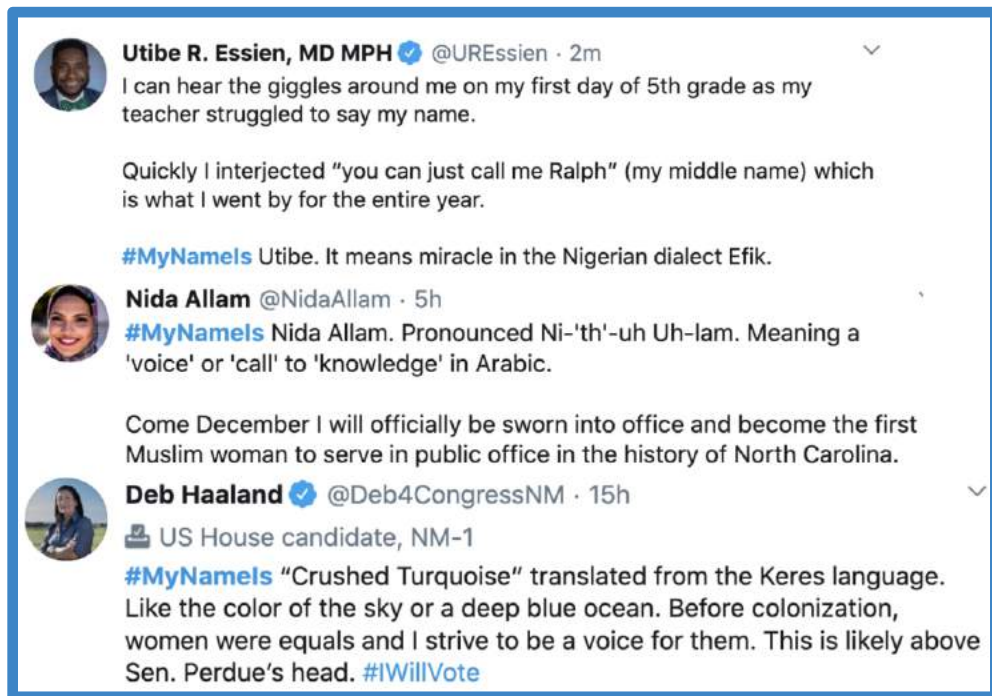 Utibe R. Essien, MD MPH @UREssien · 2m
I can hear the giggles around me on my first day of 5th grade as my
teacher struggled to say my name.
Quickly I interjected “you can just call me Ralph” (my middle name) which
is what I went by for the entire year.
#MyNameIs Utibe. It means miracle in the Nigerian dialect Efik.
Nida Allam @NidaAllam · 5h
#MyNameIs Nida Allam. Pronounced Ni-'th'-uh Uh-lam. Meaning a
'voice' or 'call' to 'knowledge' in Arabic.
Come December I will officially be sworn into office and become the first
Muslim woman to serve in public office in the history of North Carolina.
Deb Haaland @Deb4CongressNM · 15h
US House candidate, NM-1
#MyNameIs “Crushed Turquoise” translated from the Keres language.
Like the color of the sky or a deep blue ocean. Before colonization,
women were equals and I strive to be a voice for them. This is likely above
Sen. Perdue’s head. #IWillVote